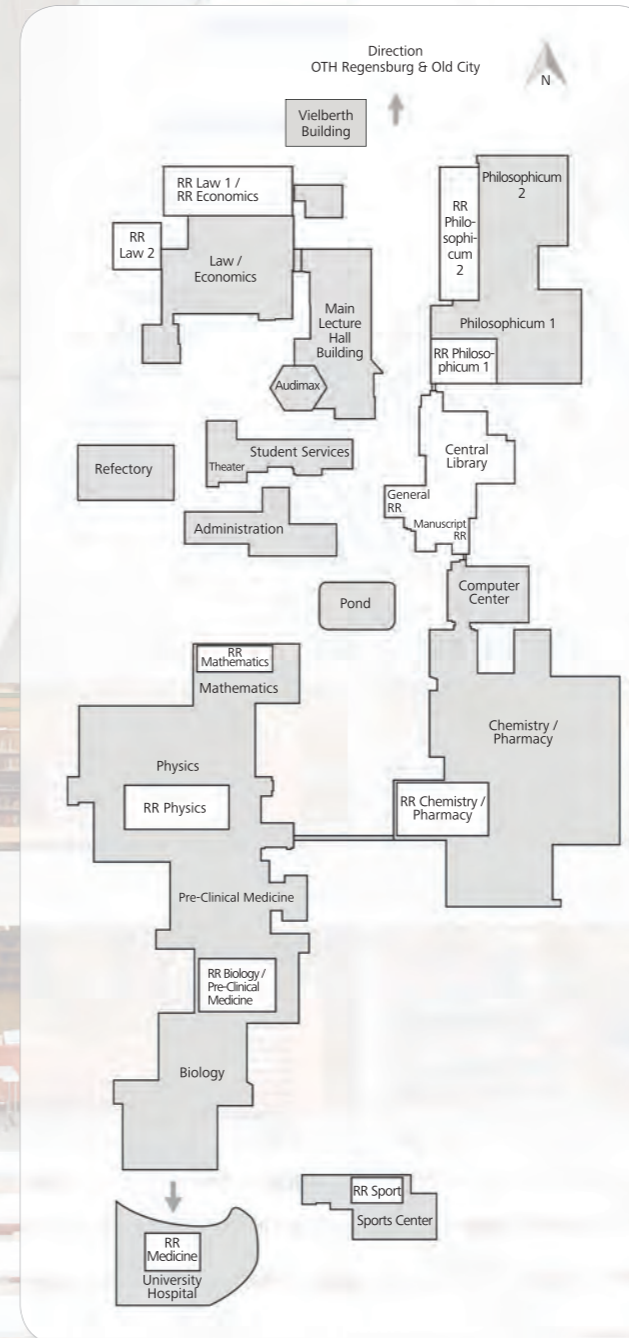 Direction
OTH Regensburg & Old City
N
Vielberth
Building
RR Law 1 /
RR Economics
RR
Law 2
Law /
Economics
Main
Lecture
Hall
Building
Audimax
Philosophicum
2
RR
Philo-
sophi-
cum
2
Philosophicum 1
RR Philoso-
phicum 1
Refectory
Student Services
Theater
Administration
Central
Library
General
RR
Manuscript
RR
Computer
Center
Pond
RR
Mathematics
Mathematics
Physics
RR Physics
Chemistry /
Pharmacy
RR Chemistry /
Pharmacy
Pre-Clinical Medicine
RR Biology /
Pre-Clinical
Medicine
Biology
RR Sport
Sports Center
RR
Medicine
University
Hospital